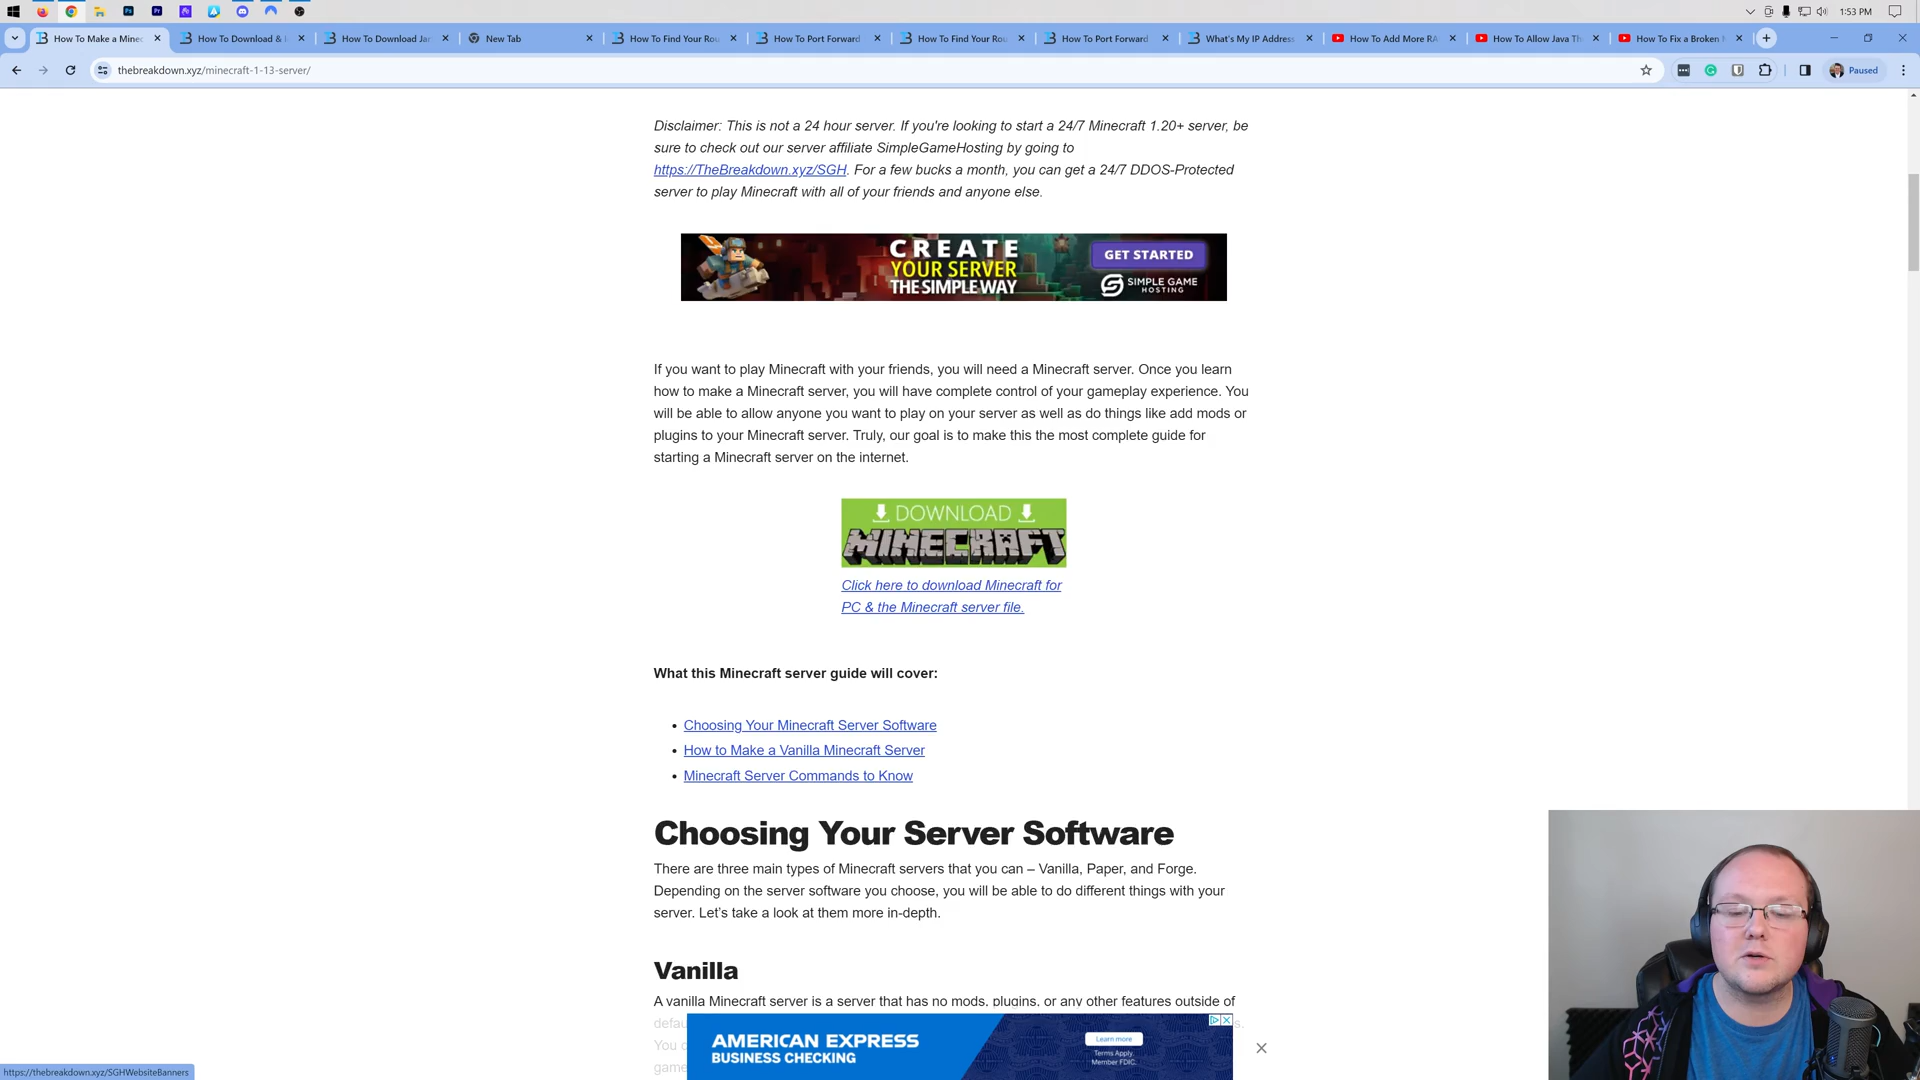 1:53 PM
How To Make a Minec
How To Download &
How To Download Jar
New Tab
How To Find Your Rou
How To Port Forward
How To Find Your Rou
How To Port Forward
What's My IP Address
How To Add More RA
How To Allow Java Th
How To Fix a Broken
thebreakdown.xyz/minecraft-1-13-server/
Paused
Disclaimer: This is not a 24 hour server. If you're looking to start a 24/7 Minecraft 1.20+ server, be
sure to check out our server affiliate SimpleGameHosting by going to
https://TheBreakdown.xyz/SGH. For a few bucks a month, you can get a 24/7 DDOS-Protected
server to play Minecraft with all of your friends and anyone else.
CREATE
YOUR SERVER
THE SIMPLE WAY
GET STARTED
SIMPLE GAME
HOSTING
If you want to play Minecraft with your friends, you will need a Minecraft server. Once you learn
how to make a Minecraft server, you will have complete control of your gameplay experience. You
will be able to allow anyone you want to play on your server as well as do things like add mods or
plugins to your Minecraft server. Truly, our goal is to make this the most complete guide for
starting a Minecraft server on the internet.
DOWNLOAD
MINECRAFT
Click here to download Minecraft for
PC & the Minecraft server file.
What this Minecraft server guide will cover:
• Choosing Your Minecraft Server Software
• How to Make a Vanilla Minecraft Server
• Minecraft Server Commands to Know
Choosing Your Server Software
There are three main types of Minecraft servers that you can – Vanilla, Paper, and Forge.
Depending on the server software you choose, you will be able to do different things with your
server. Let's take a look at them more in-depth.
Vanilla
A vanilla Minecraft server is a server that has no mods, plugins, or any other features outside of
defau
You c
game
AMERICAN EXPRESS
BUSINESS CHECKING
Learn more
Terms Apply.
Member FDIC.
https://thebreakdown.xyz/SGHWebsiteBanners